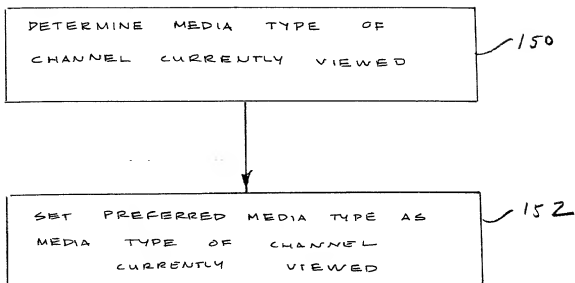 DETERMINE MEDIA TYPE OF
CHANNEL CURRENTLY VIEWED
150
SET PREFERRED MEDIA TYPE AS
MEDIA TYPE OF CHANNEL
CURRENTLY VIEWED
152